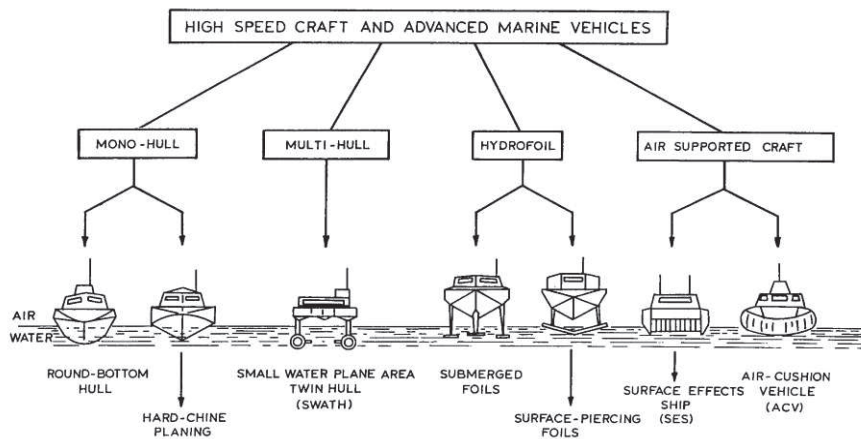 HIGH SPEED CRAFT AND ADVANCED MARINE VEHICLES
MONO-HULL
MULTI-HULL
HYDROFOIL
AIR SUPPORTED CRAFT
AIR
WATER
ROUND-BOTTOM
HULL
HARD-CHINE
PLANING
SMALL WATER PLANE AREA
TWIN HULL
(SWATH)
SUBMERGED
FOILS
SURFACE-PIERCING
FOILS
SURFACE EFFECTS
SHIP
(SES)
AIR-CUSHION
VEHICLE
(ACV)